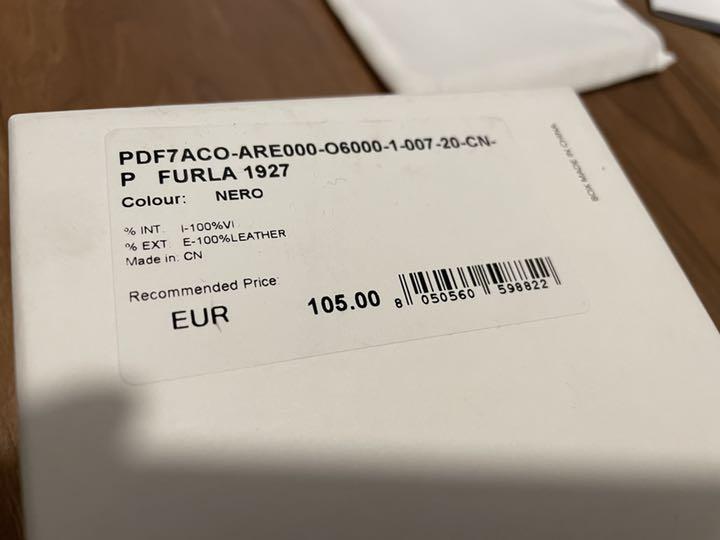 PDF7ACO-ARE000-O6000-1-007-20-CN-
P FURLA 1927
Colour: NERO
% INT. I-100%VI
% EXT E-100%LEATHER
Made in: CN
Recommended Price:
EUR 105.00
8 050560 598822
BOX MADE IN CHINA